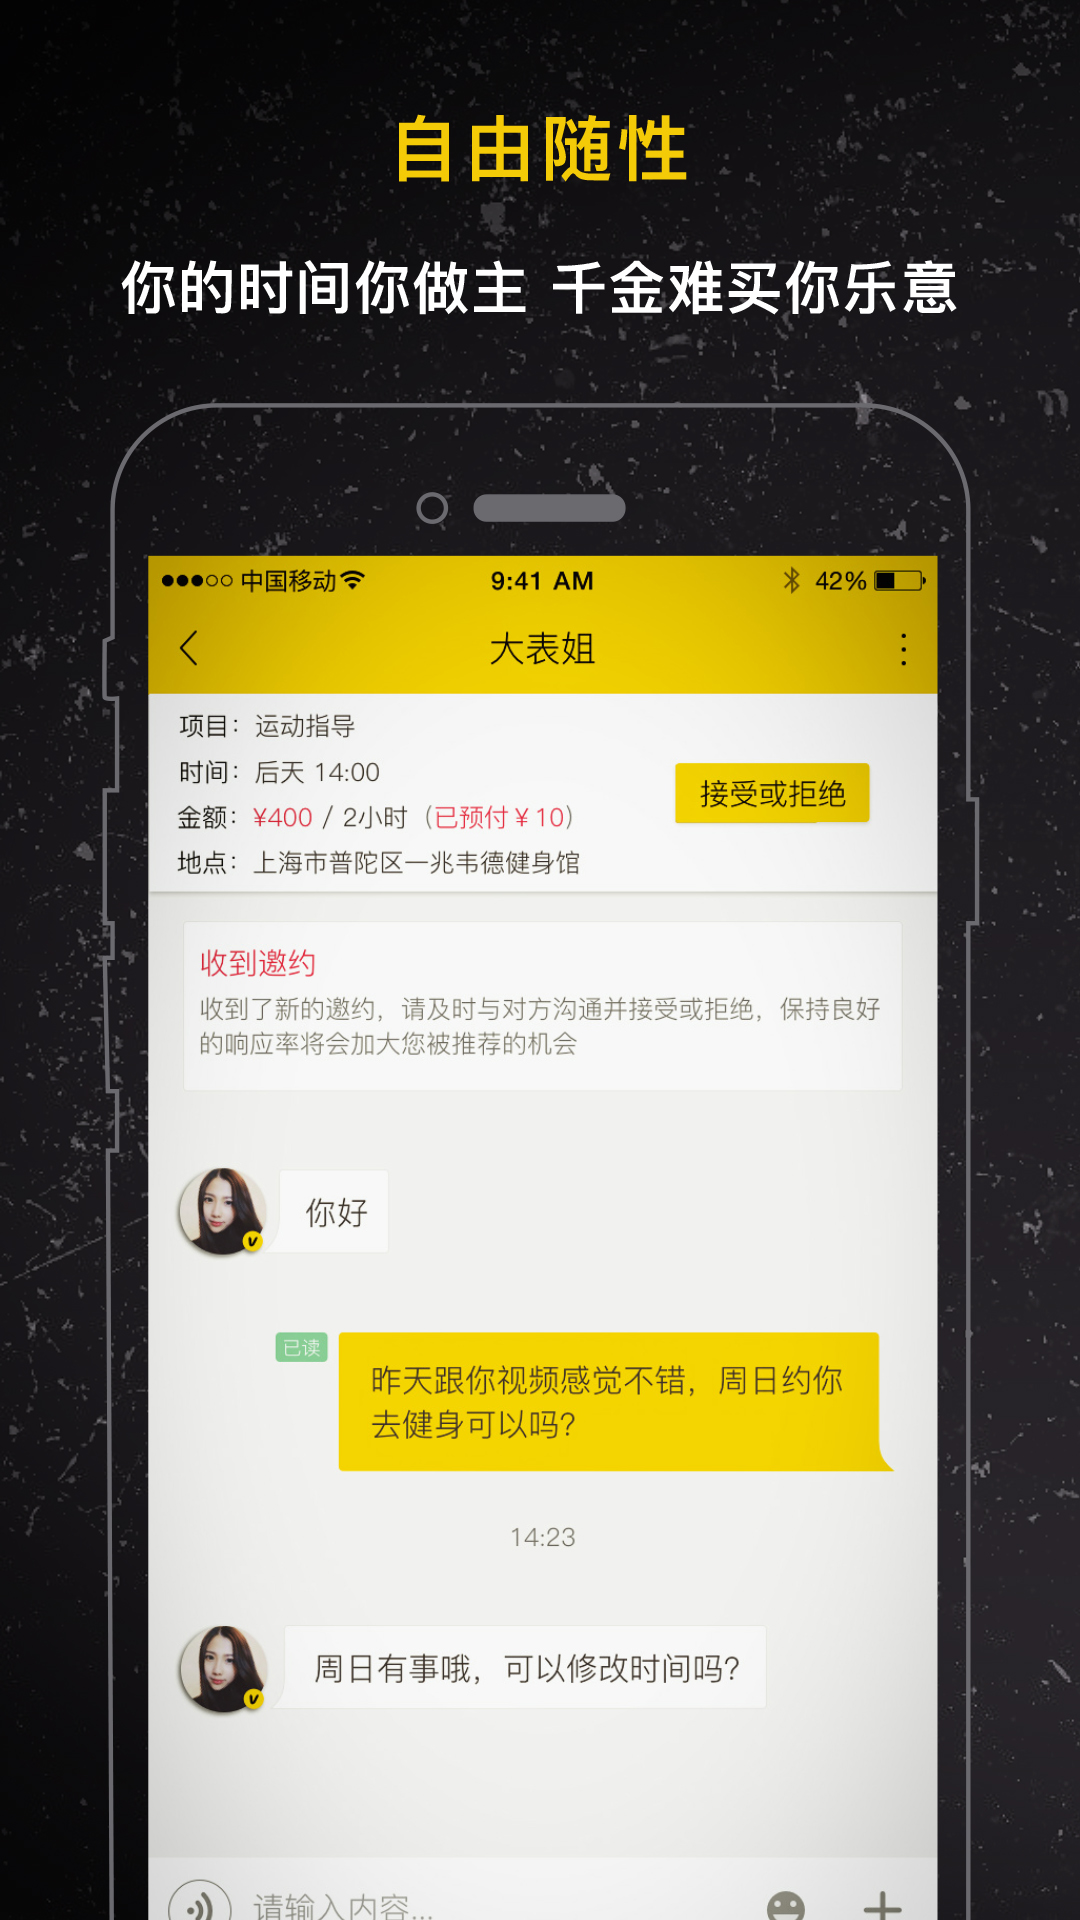 自由随性
你的时间你做主 千金难买你乐意
中国移动 9:41 AM 42%
大表姐
项目：运动指导
时间：后天 14:00
金额：¥400 / 2小时（已预付￥10）
地点：上海市普陀区一兆韦德健身馆
接受或拒绝
收到邀约
收到了新的邀约，请及时与对方沟通并接受或拒绝，保持良好
的响应率将会加大您被推荐的机会
你好
已读
昨天跟你视频感觉不错，周日约你
去健身可以吗？
14:23
周日有事哦，可以修改时间吗？
请输入内容...